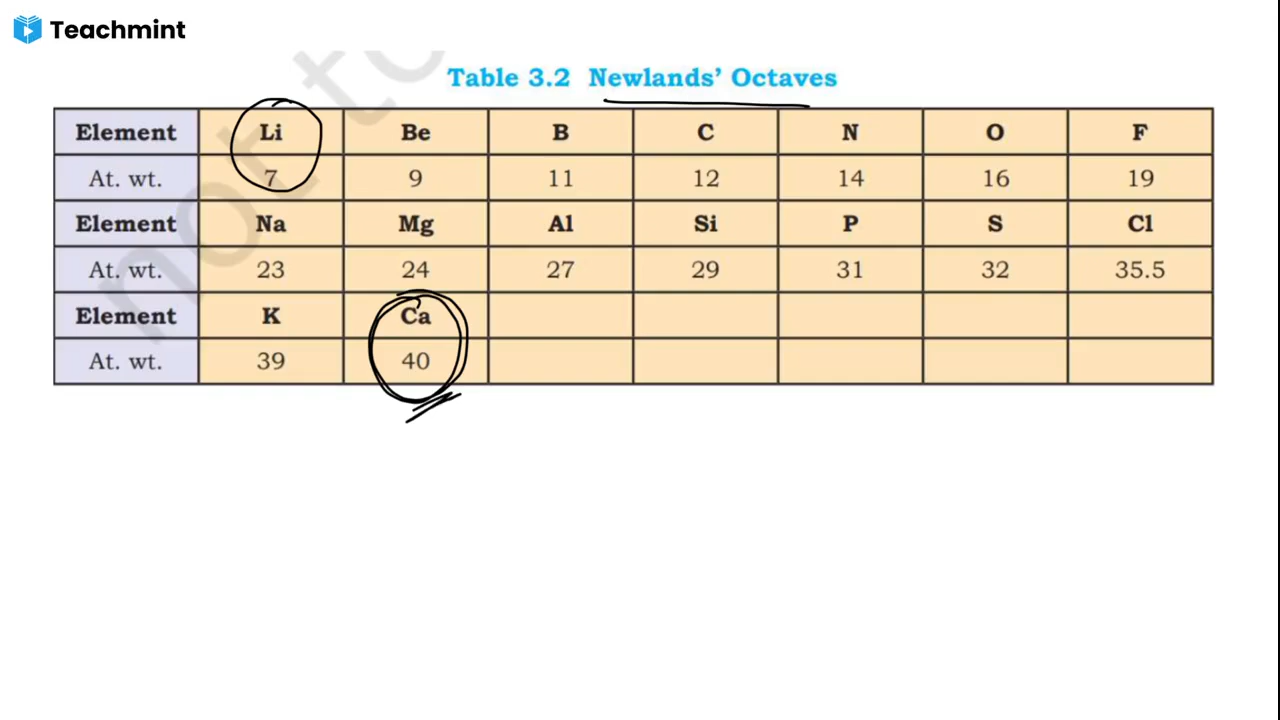 Teachmint
Table 3.2 Newlands' Octaves
Element Li Be B C N O F
At. wt. 7 9 11 12 14 16 19
Element Na Mg Al Si P S Cl
At. wt. 23 24 27 29 31 32 35.5
Element K Ca
At. wt. 39 40
not to